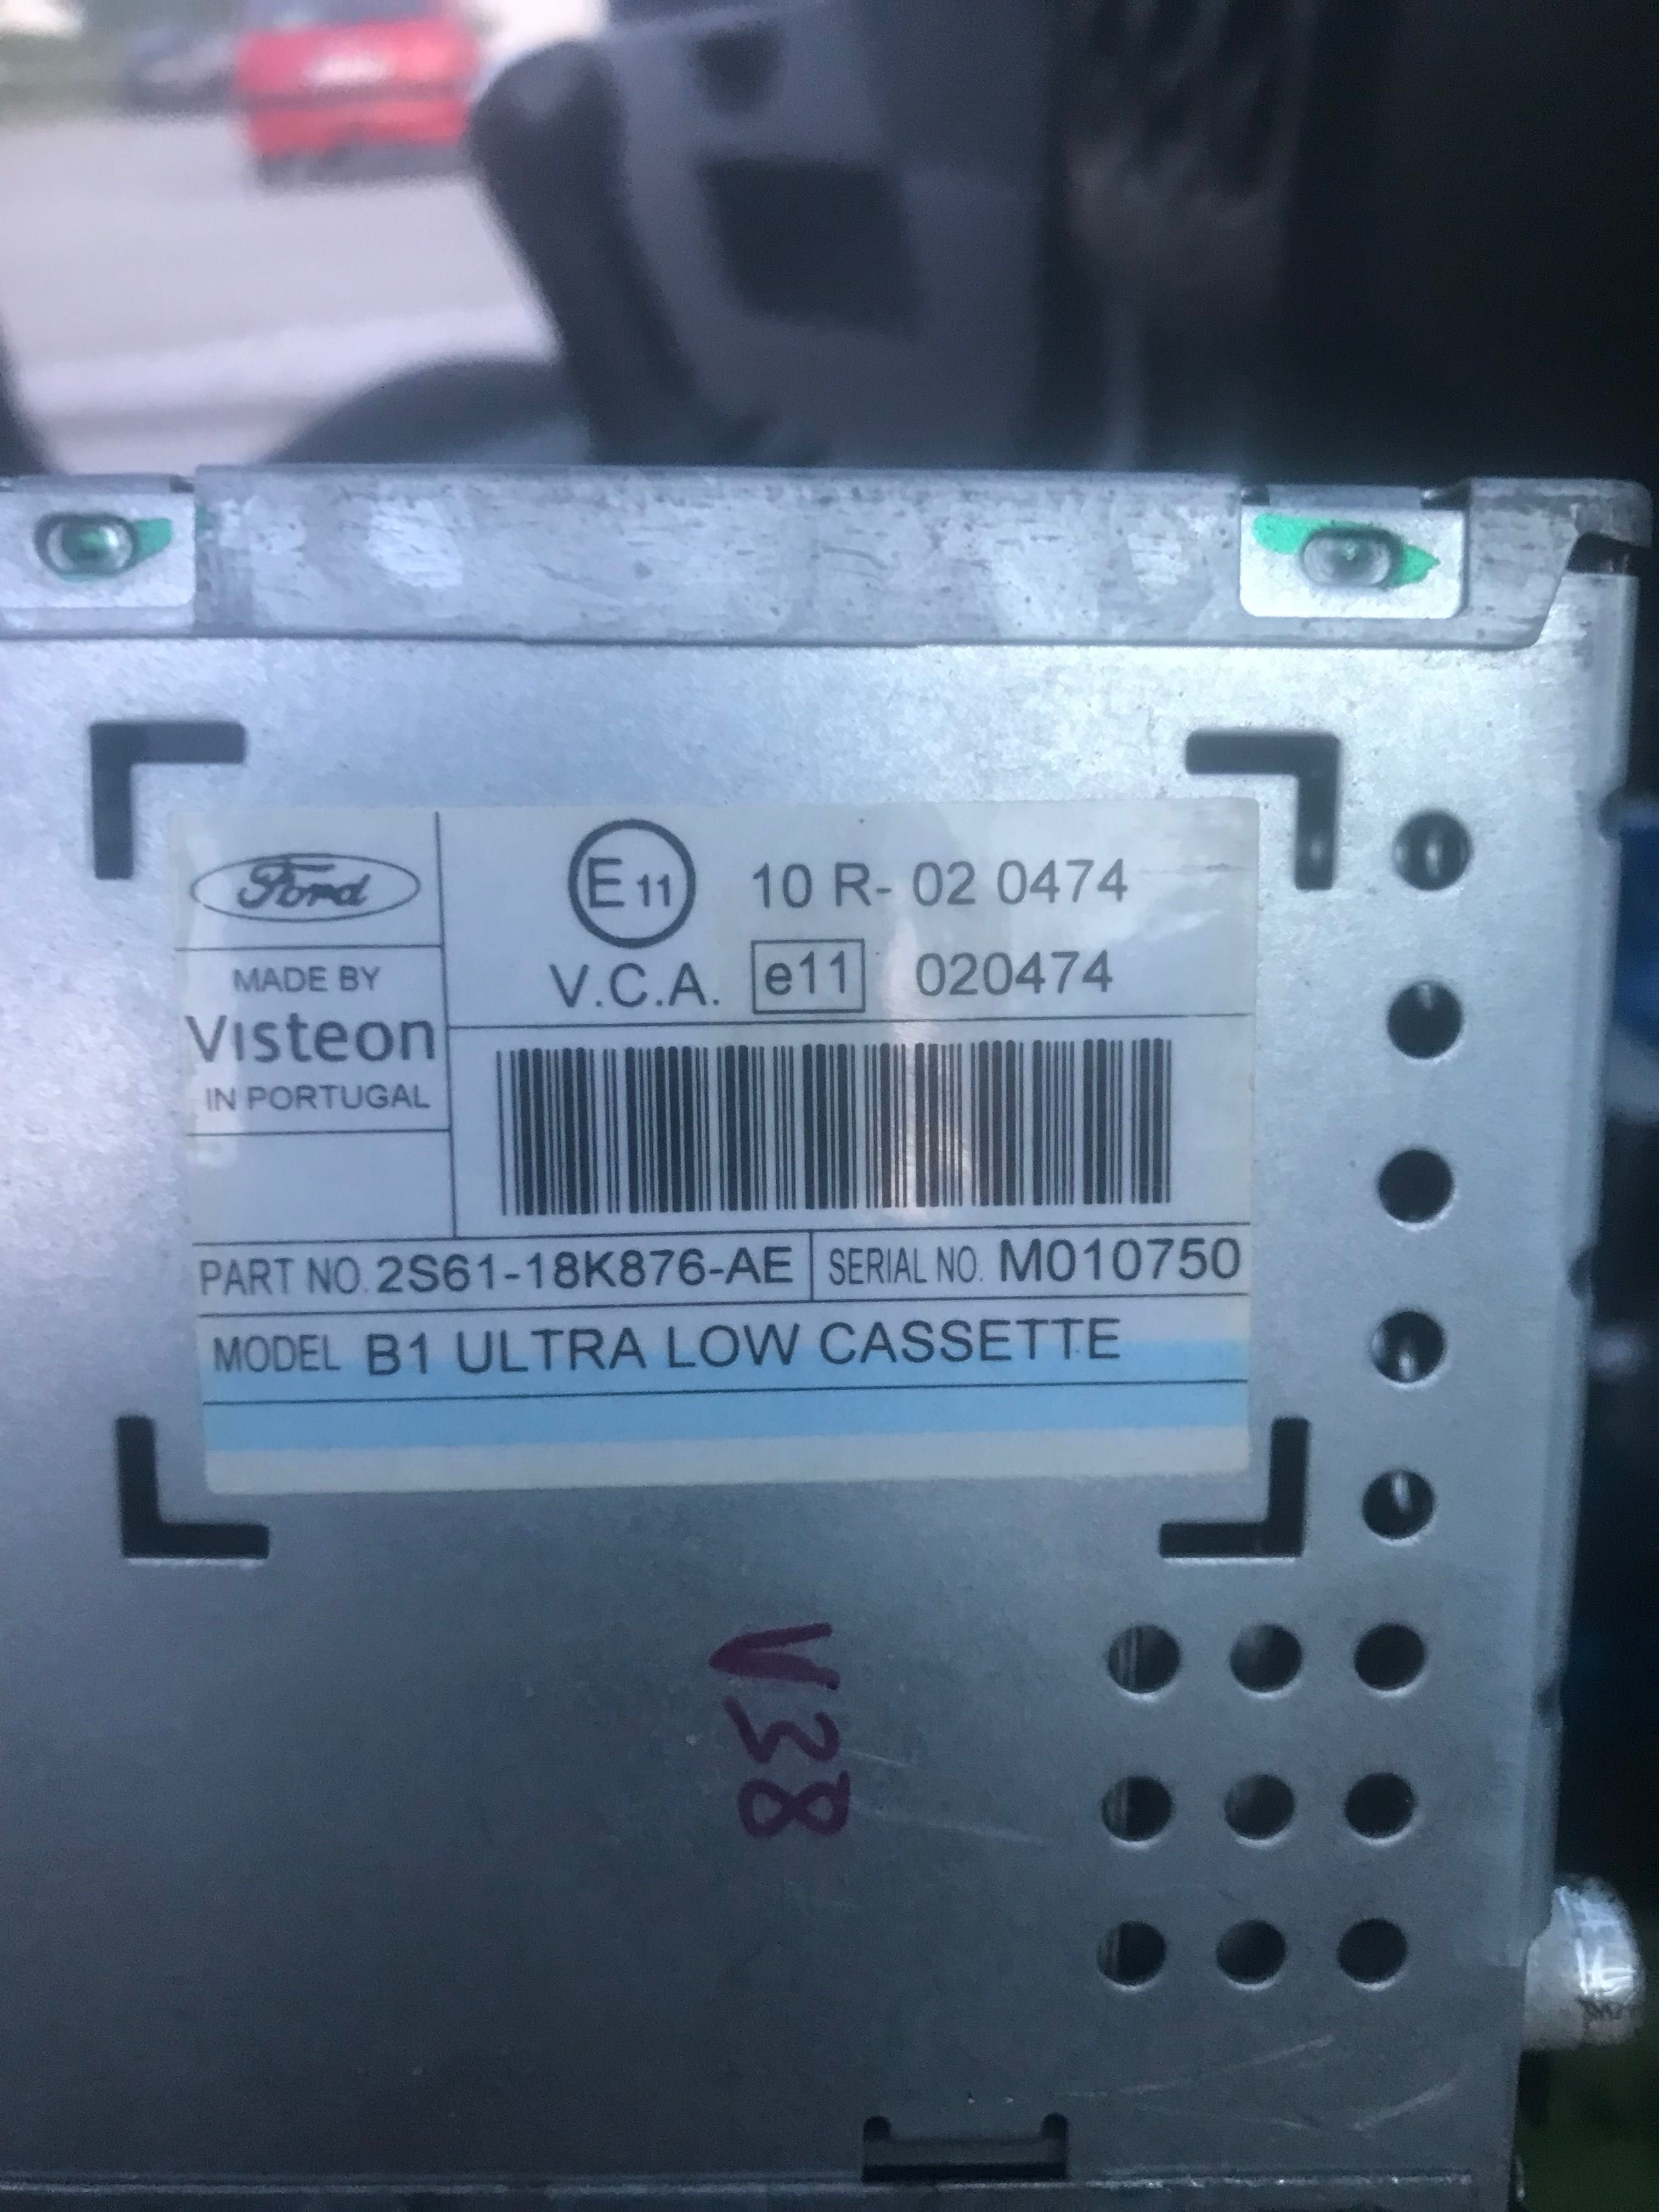 Ford
MADE BY
Visteon
IN PORTUGAL
E11 10 R- 02 0474
V.C.A. e11 020474
PART NO. 2S61-18K876-AE SERIAL NO. M010750
MODEL B1 ULTRA LOW CASSETTE
V38